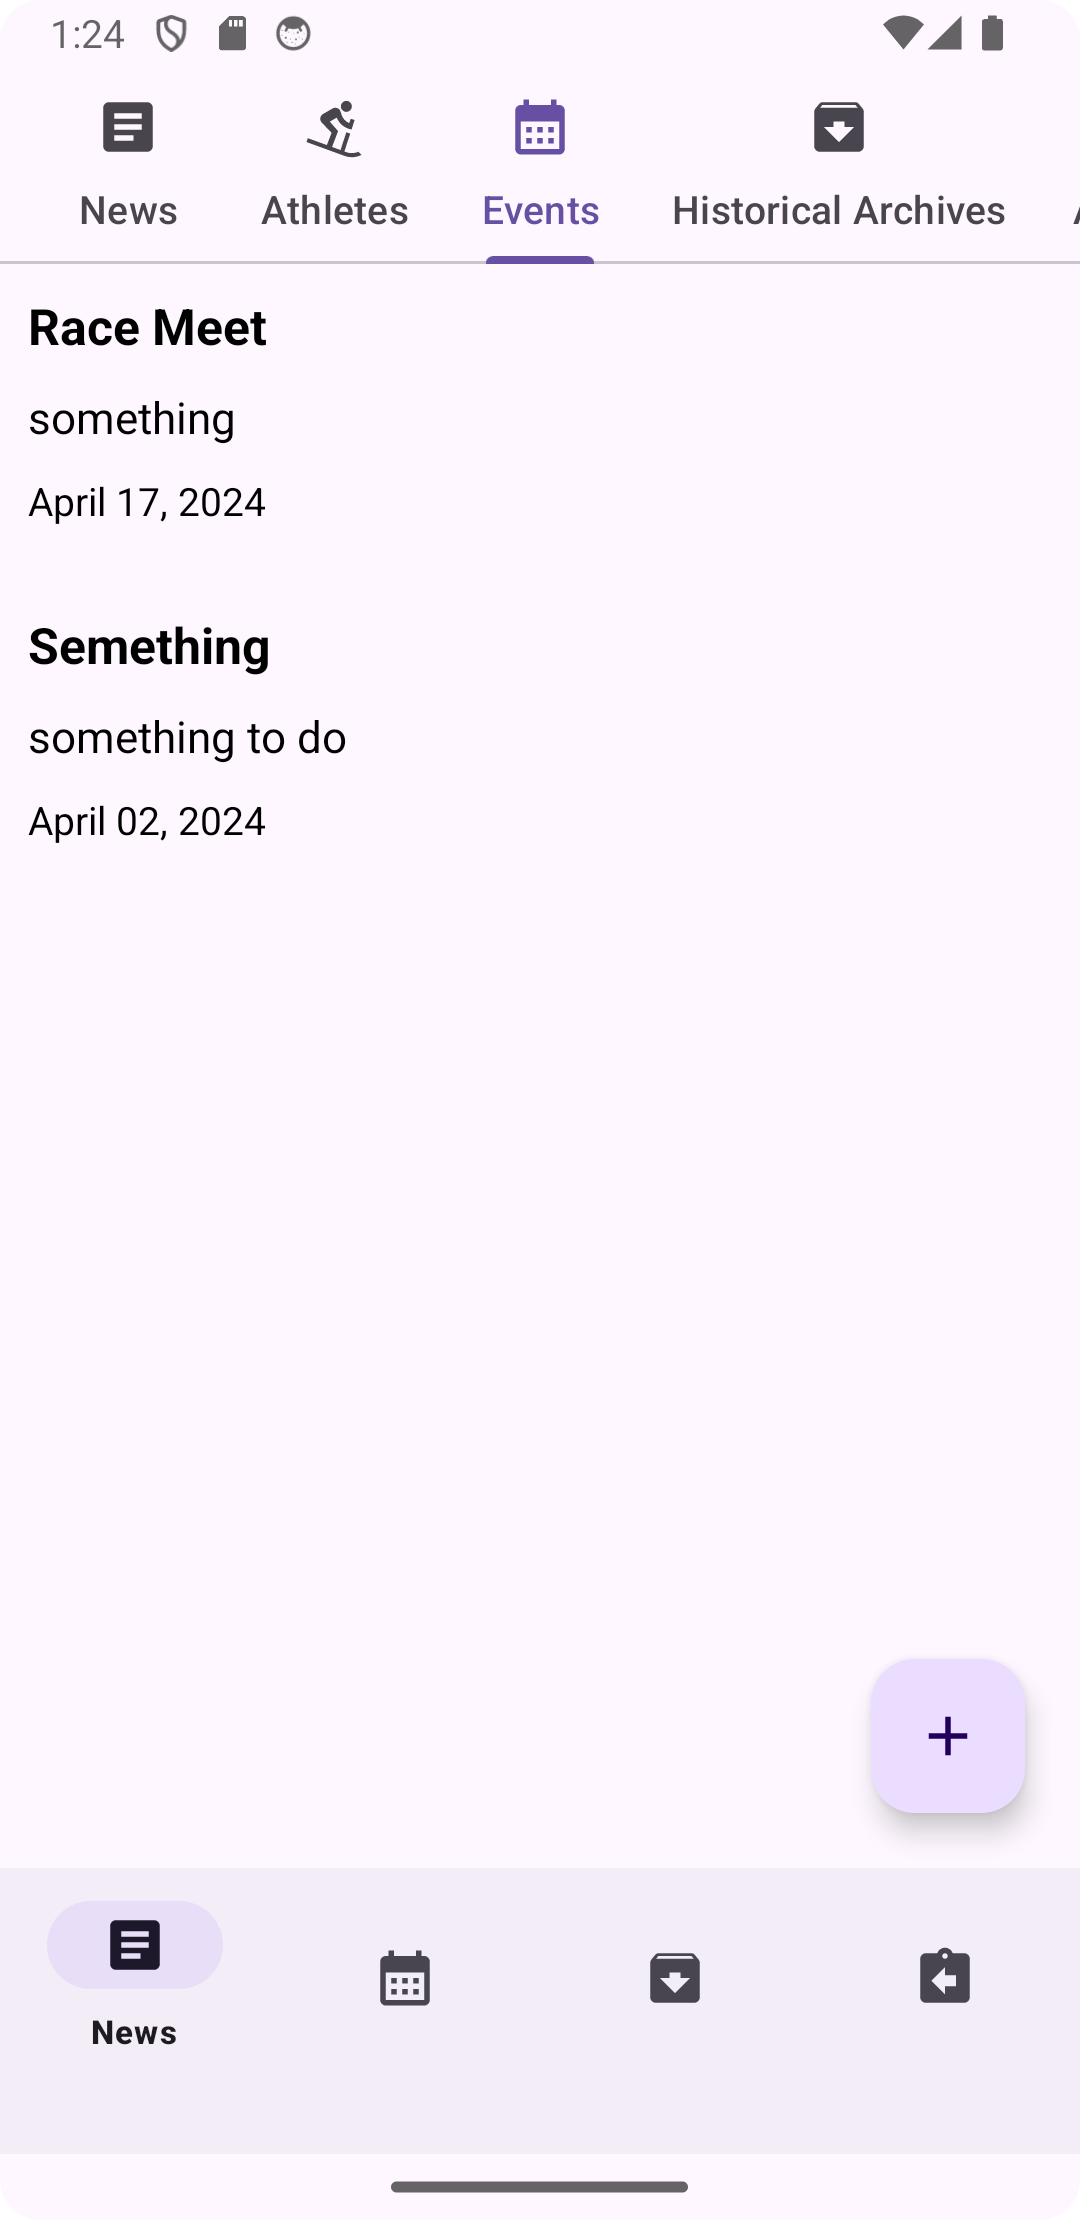 1:24
News
Athletes
Events
Historical Archives
Race Meet
something
April 17, 2024
Semething
something to do
April 02, 2024
News